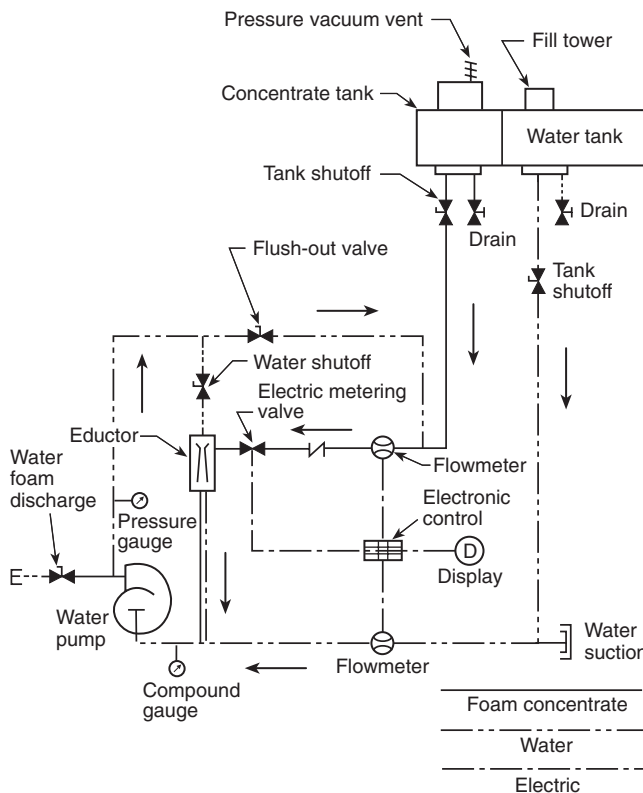 Pressure vacuum vent
Fill tower
Concentrate tank
Water tank
Tank shutoff
Drain
Drain
Flush-out valve
Tank
shutoff
Water shutoff
Electric metering
valve
Eductor
Flowmeter
Water
foam
discharge
Electronic
control
Pressure
gauge
D
Display
E
Water
pump
Water
suction
Flowmeter
Compound
gauge
Foam concentrate
Water
Electric